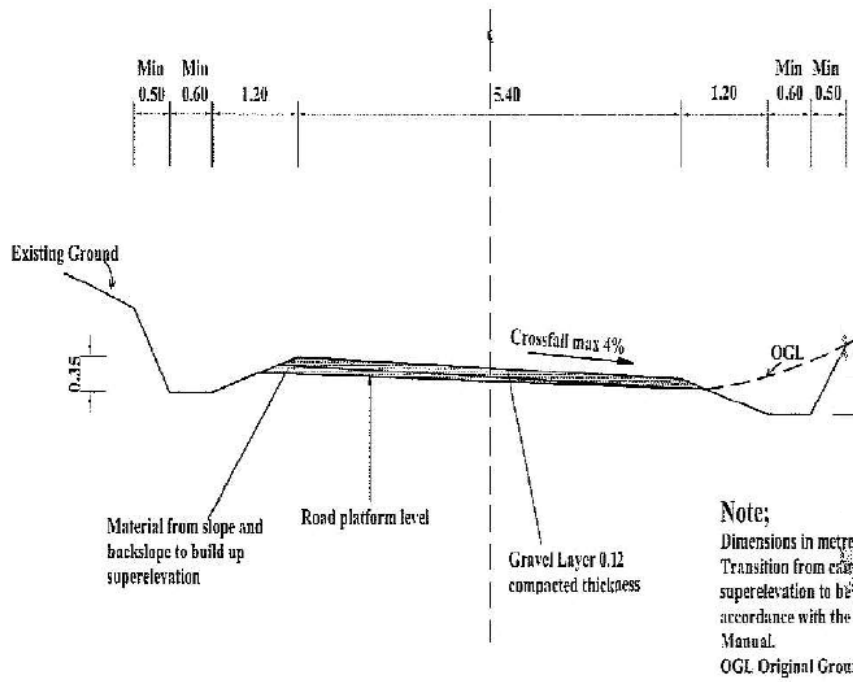 ℄
Min Min Min Min
0.50 0.60 1.20 5.40 1.20 0.60 0.50
Existing Ground
Crossfall max 4%
OGL
0.35
Material from slope and
backslope to build up
superelevation
Road platform level
Gravel Layer 0.12
compacted thickness
Note;
Dimensions in metre
Transition from
superelevation to be
accordance with the
Manual.
OGL Original Groun